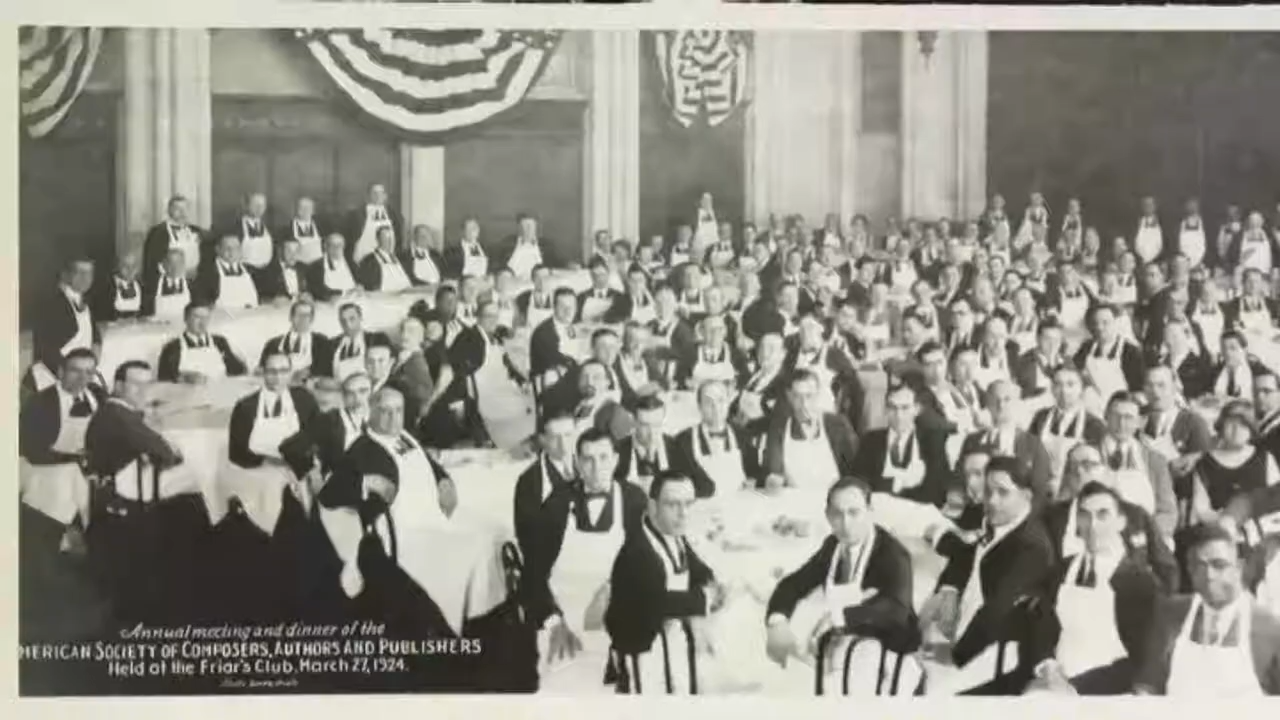 Annual meeting and dinner of the
MERICAN SOCIETY OF COMPOSERS, AUTHORS AND PUBLISHERS
Held at the Friar's Club, March 27, 1924.